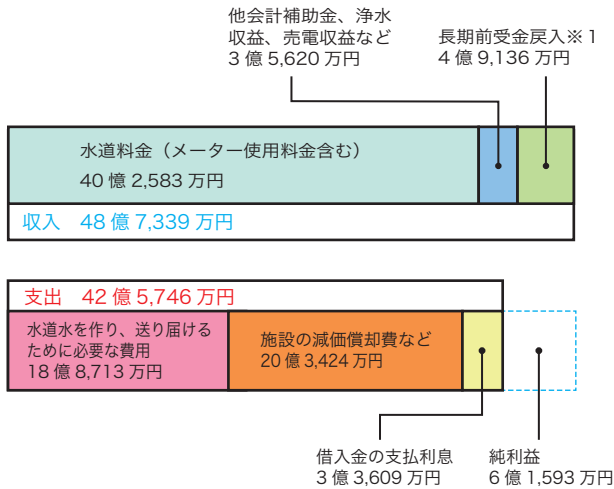 他会計補助金、浄水
収益、売電収益など
3 億 5,620 万円
長期前受金戻入※1
4 億 9,136 万円
水道料金（メーター使用料金含む）
40 億 2,583 万円
収入　48 億 7,339 万円
支出　42 億 5,746 万円
水道水を作り、送り届ける
ために必要な費用
18 億 8,713 万円
施設の減価償却費など
20 億 3,424 万円
借入金の支払利息
3 億 3,609 万円
純利益
6 億 1,593 万円